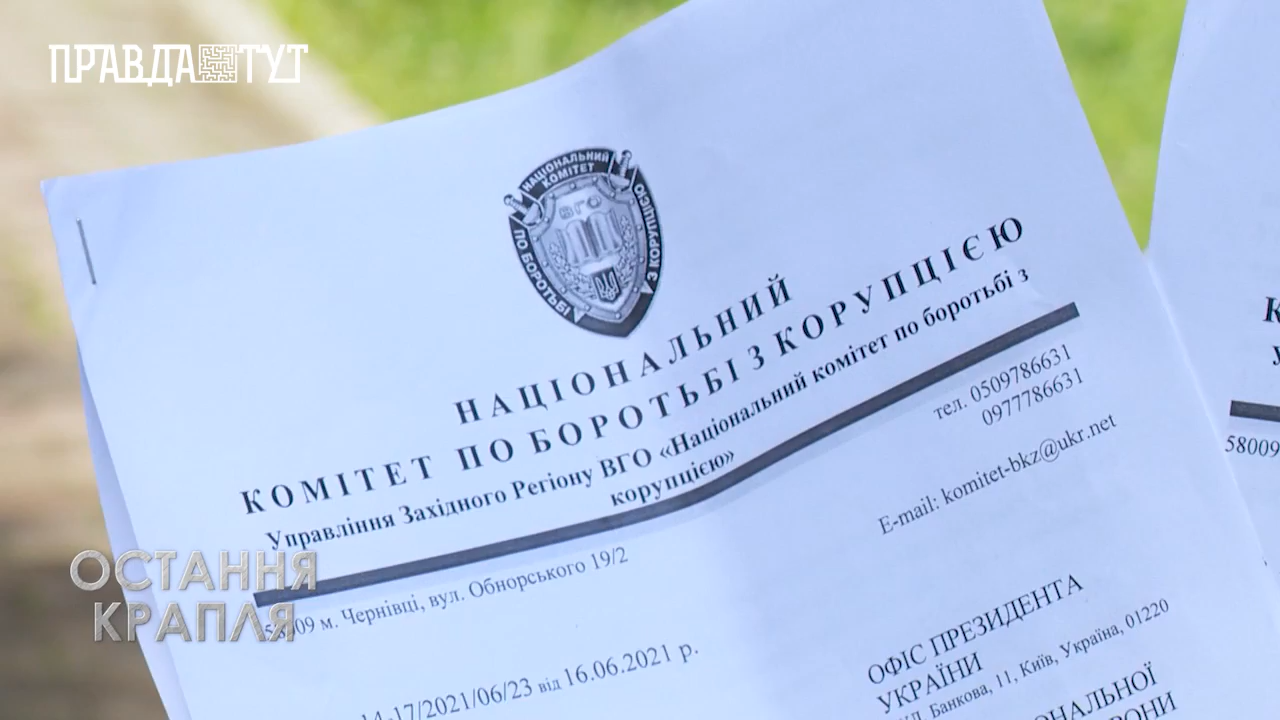 ПРАВДА ТУТ
НАЦІОНАЛЬНИЙ
КОМІТЕТ
ПО БОРОТЬБІ
З КОРУПЦІЄЮ
ВГО
НАЦІОНАЛЬНИЙ
КОМІТЕТ ПО БОРОТЬБІ З КОРУПЦІЄЮ
Управління Західного Регіону ВГО «Національний комітет по боротьбі з
корупцією»
58009 м. Чернівці, вул. Обнорського 19/2
тел. 0509786631
0977786631
E-mail: komitet-bkz@ukr.net
14-17/2021/06/23 від 16.06.2021 р.
ОФІС ПРЕЗИДЕНТА
УКРАЇНИ
Банкова, 11, Київ, Україна, 01220
58009
ОСТАННЯ
КРАПЛЯ